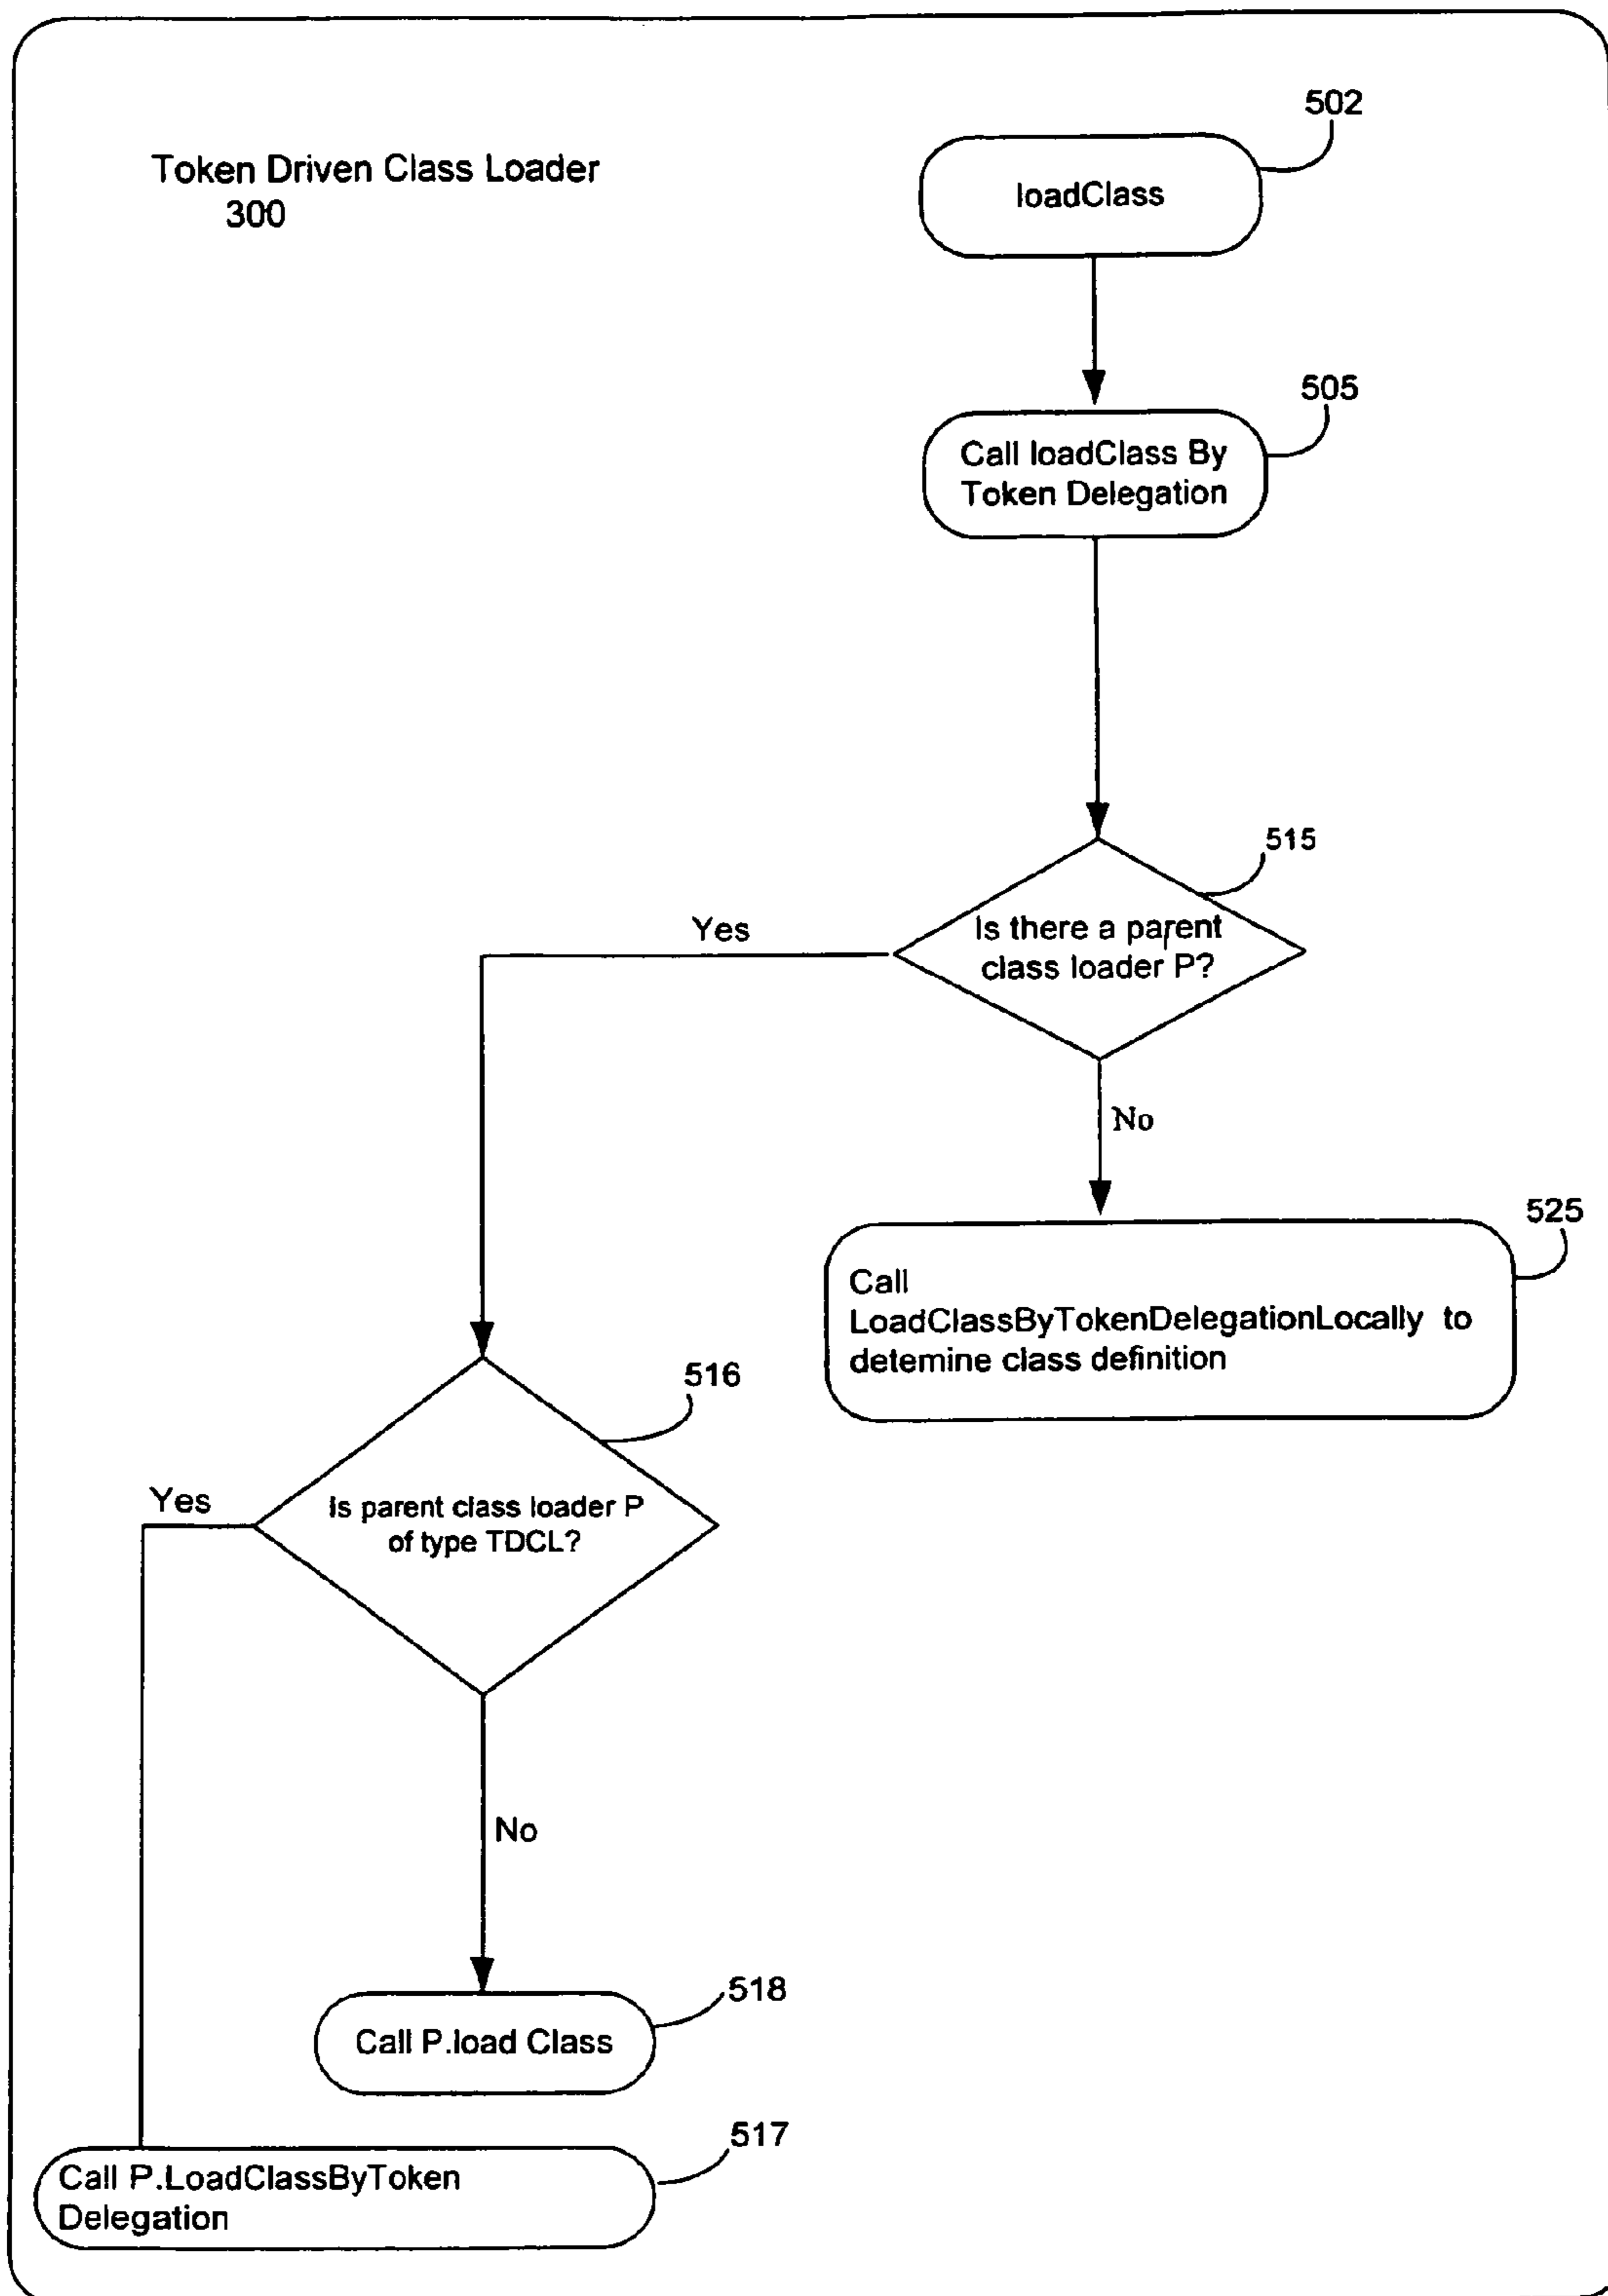 502
Token Driven Class Loader
300
loadClass
505
Call loadClass By
Token Delegation
515
Is there a parent
class loader P?
Yes
No
525
Call
LoadClassByTokenDelegationLocally to
detemine class definition
516
Is parent class loader P
of type TDCL?
Yes
No
518
Call P.load Class
517
Call P.LoadClassByToken
Delegation